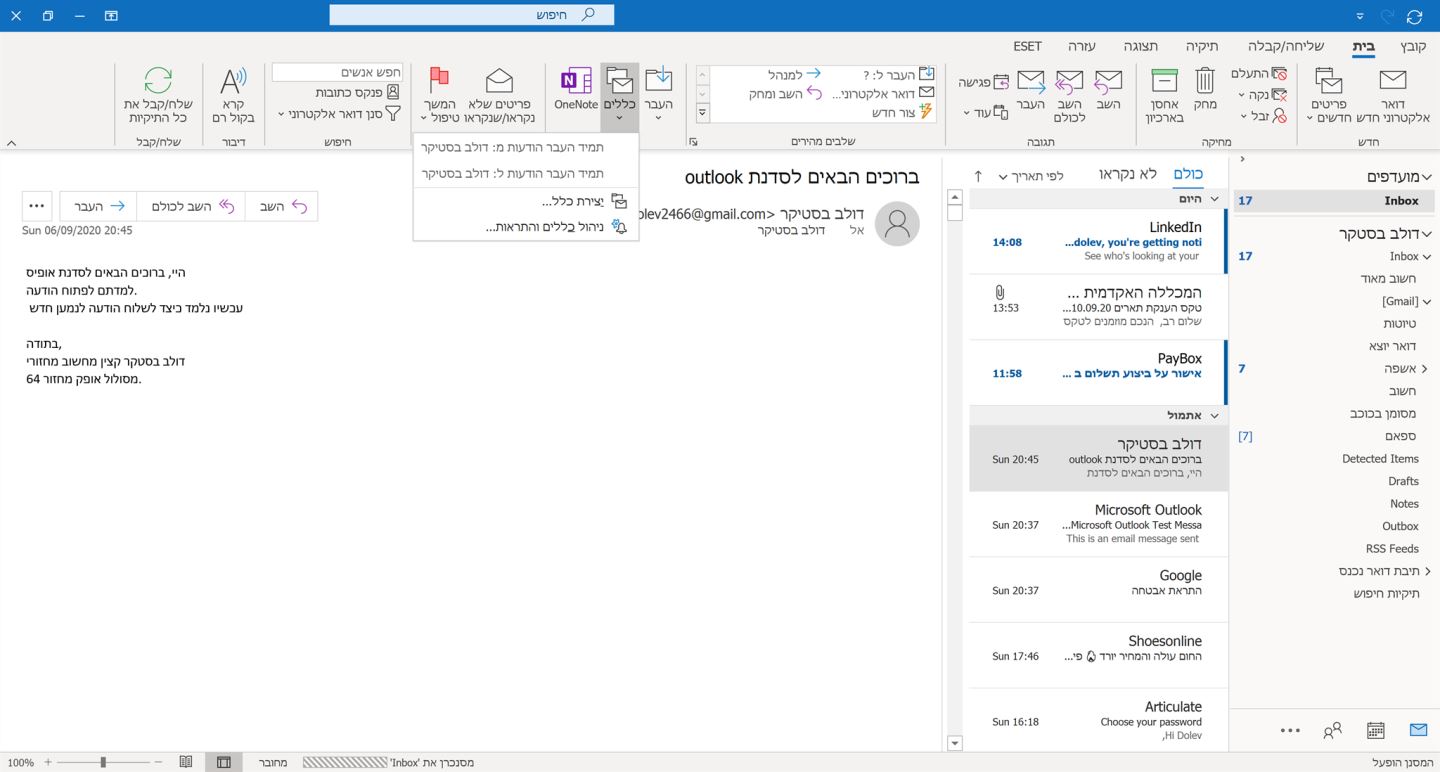 חיפוש
קובץ
בית
שליחה/קבלה
תיקיה
תצוגה
עזרה
ESET
דואר
אלקטרוני חדש
פריטים
חדשים
חדש
התעלם
נקה
זבל
מחק
אחסן
בארכיון
מחיקה
השב
השב
לכולם
העבר
פגישה
עוד
תגובה
העבר ל: ?
למנהל
דואר אלקטרוני...
השב ומחק
צור חדש
שלבים מהירים
העבר
כללים
OneNote
פריטים שלא
נקראו/שנקראו
המשך
טיפול
חפש אנשים
פנקס כתובות
סנן דואר אלקטרוני
חיפוש
קרא
בקול רם
דיבור
שלח/קבל את
כל התיקיות
שלח/קבל
תמיד העבר הודעות מ: דולב בסטיקר
תמיד העבר הודעות ל: דולב בסטיקר
יצירת כלל...
ניהול כללים והתראות...
מועדפים
Inbox 17
דולב בסטקר
Inbox 17
חשוב מאוד
[Gmail]
טיוטות
דואר יוצא
אשפה 7
חשוב
מסומן בכוכב
ספאם [7]
Detected Items
Drafts
Notes
Outbox
RSS Feeds
תיבת דואר נכנס
תיקיות חיפוש
כולם
לא נקראו
לפי תאריך
היום
LinkedIn
...dolev, you're getting noti 14:08
See who's looking at your
המכללה האקדמית ...
טקס הענקת תארים 10.09.20... 13:53
שלום רב, הנכם מוזמנים לטקס
PayBox
אישור על ביצוע תשלום ב ... 11:58
אתמול
דולב בסטיקר
ברוכים הבאים לסדנת outlook Sun 20:45
היי, ברוכים הבאים לסדנת
Microsoft Outlook
...Microsoft Outlook Test Messa Sun 20:37
This is an email message sent
Google
התראת אבטחה Sun 20:37
Shoesonline
החום עולה והמחיר יורד 🔥 פי... Sun 17:46
Articulate
Choose your password Sun 16:18
,Hi Dolev
ברוכים הבאים לסדנת outlook
דולב בסטיקר <olev2466@gmail.com
אל דולב בסטיקר
השב
השב לכולם
העבר
Sun 06/09/2020 20:45
היי, ברוכים הבאים לסדנת אופיס
.למדתם לפתוח הודעה
עבשיו נלמד כיצד לשלוח הודעה לנמען חדש
בתודה,
דולב בסטקר קצין מחשוב מחזורי
.מסלול אופק מחזור 64
המסנן הופעל
מסנכרן את 'Inbox'
מחובר
100%